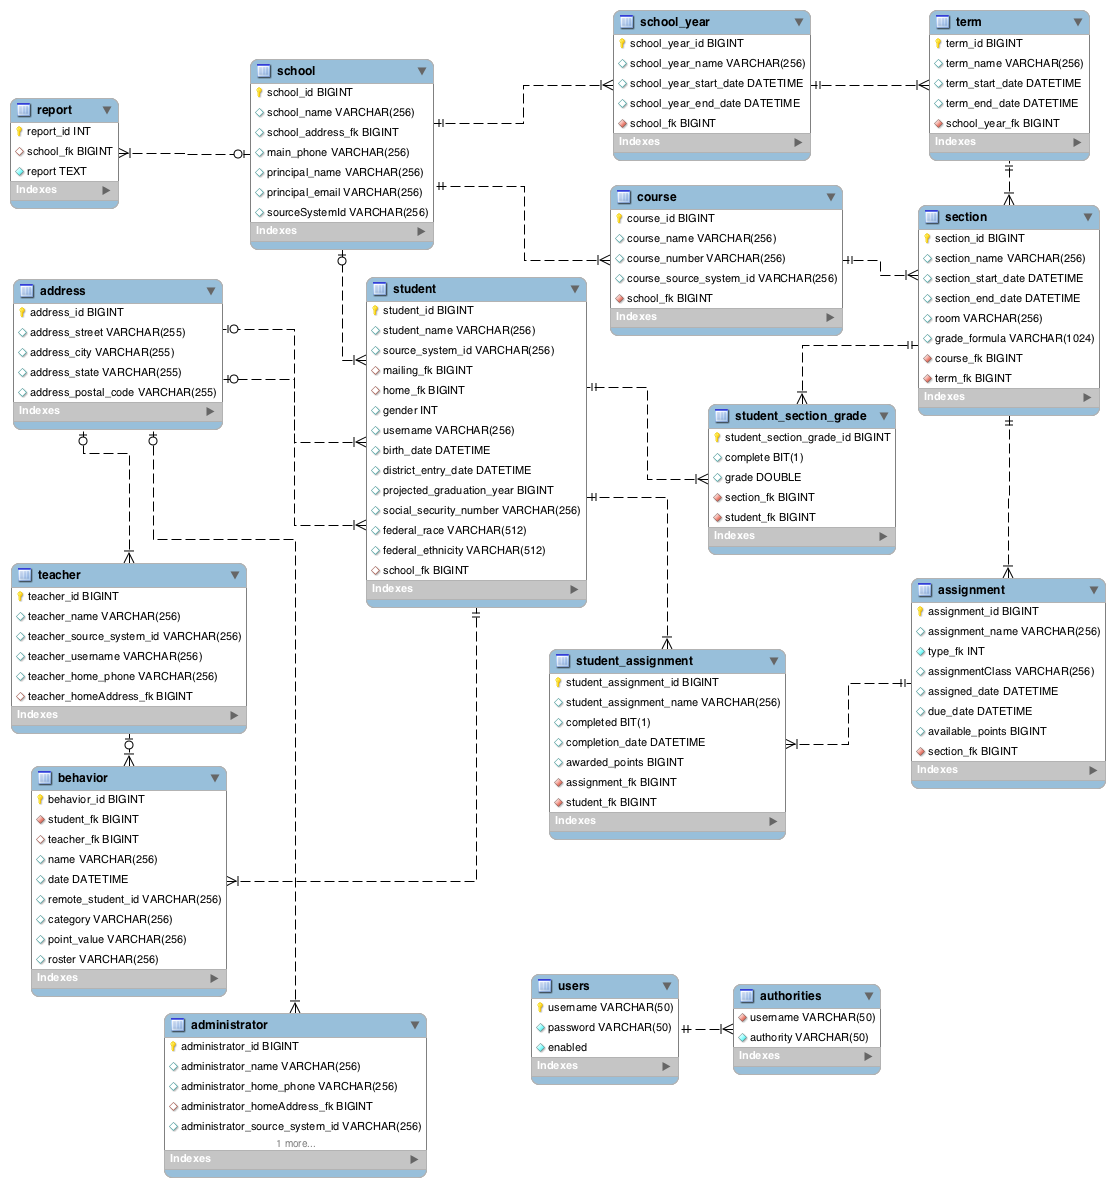 school_year
school_year_id BIGINT
school_year_name VARCHAR(256)
school_year_start_date DATETIME
school_year_end_date DATETIME
school_fk BIGINT
Indexes
term
term_id BIGINT
term_name VARCHAR(256)
term_start_date DATETIME
term_end_date DATETIME
school_year_fk BIGINT
Indexes
school
school_id BIGINT
school_name VARCHAR(256)
school_address_fk BIGINT
main_phone VARCHAR(256)
principal_name VARCHAR(256)
principal_email VARCHAR(256)
sourceSystemId VARCHAR(256)
Indexes
report
report_id INT
school_fk BIGINT
report TEXT
Indexes
course
course_id BIGINT
course_name VARCHAR(256)
course_number VARCHAR(256)
course_source_system_id VARCHAR(256)
school_fk BIGINT
Indexes
section
section_id BIGINT
section_name VARCHAR(256)
section_start_date DATETIME
section_end_date DATETIME
room VARCHAR(256)
grade_formula VARCHAR(1024)
course_fk BIGINT
term_fk BIGINT
Indexes
address
address_id BIGINT
address_street VARCHAR(255)
address_city VARCHAR(255)
address_state VARCHAR(255)
address_postal_code VARCHAR(255)
Indexes
student
student_id BIGINT
student_name VARCHAR(256)
source_system_id VARCHAR(256)
mailing_fk BIGINT
home_fk BIGINT
gender INT
username VARCHAR(256)
birth_date DATETIME
district_entry_date DATETIME
projected_graduation_year BIGINT
social_security_number VARCHAR(256)
federal_race VARCHAR(512)
federal_ethnicity VARCHAR(512)
school_fk BIGINT
Indexes
student_section_grade
student_section_grade_id BIGINT
complete BIT(1)
grade DOUBLE
section_fk BIGINT
student_fk BIGINT
Indexes
teacher
teacher_id BIGINT
teacher_name VARCHAR(256)
teacher_source_system_id VARCHAR(256)
teacher_username VARCHAR(256)
teacher_home_phone VARCHAR(256)
teacher_homeAddress_fk BIGINT
Indexes
assignment
assignment_id BIGINT
assignment_name VARCHAR(256)
type_fk INT
assignmentClass VARCHAR(256)
assigned_date DATETIME
due_date DATETIME
available_points BIGINT
section_fk BIGINT
Indexes
student_assignment
student_assignment_id BIGINT
student_assignment_name VARCHAR(256)
completed BIT(1)
completion_date DATETIME
awarded_points BIGINT
assignment_fk BIGINT
student_fk BIGINT
Indexes
behavior
behavior_id BIGINT
student_fk BIGINT
teacher_fk BIGINT
name VARCHAR(256)
date DATETIME
remote_student_id VARCHAR(256)
category VARCHAR(256)
point_value VARCHAR(256)
roster VARCHAR(256)
Indexes
users
username VARCHAR(50)
password VARCHAR(50)
enabled
Indexes
authorities
username VARCHAR(50)
authority VARCHAR(50)
Indexes
administrator
administrator_id BIGINT
administrator_name VARCHAR(256)
administrator_home_phone VARCHAR(256)
administrator_homeAddress_fk BIGINT
administrator_source_system_id VARCHAR(256)
1 more...
Indexes